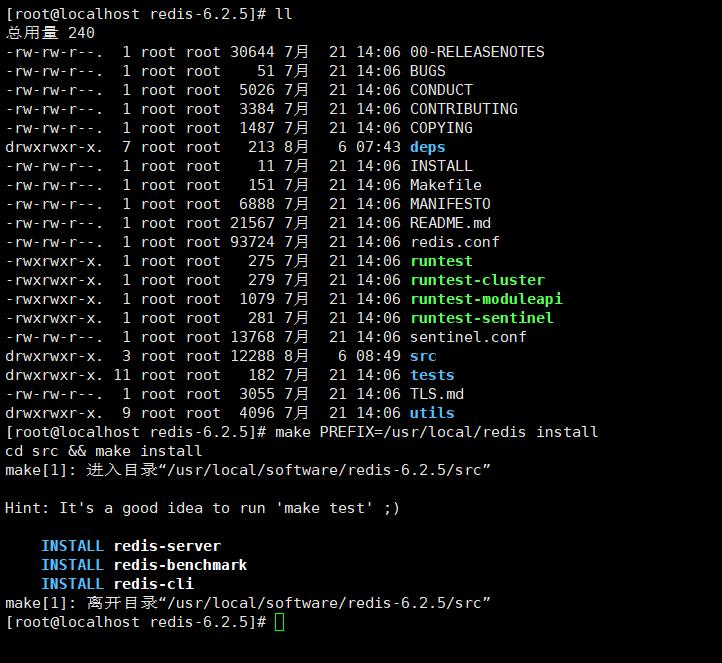 [root@localhost redis-6.2.5]# ll
总用量 240
-rw-rw-r--.  1 root root 30644 7月  21 14:06 00-RELEASENOTES
-rw-rw-r--.  1 root root    51 7月  21 14:06 BUGS
-rw-rw-r--.  1 root root  5026 7月  21 14:06 CONDUCT
-rw-rw-r--.  1 root root  3384 7月  21 14:06 CONTRIBUTING
-rw-rw-r--.  1 root root  1487 7月  21 14:06 COPYING
drwxrwxr-x.  7 root root   213 8月   6 07:43 deps
-rw-rw-r--.  1 root root    11 7月  21 14:06 INSTALL
-rw-rw-r--.  1 root root   151 7月  21 14:06 Makefile
-rw-rw-r--.  1 root root  6888 7月  21 14:06 MANIFESTO
-rw-rw-r--.  1 root root 21567 7月  21 14:06 README.md
-rw-rw-r--.  1 root root 93724 7月  21 14:06 redis.conf
-rwxrwxr-x.  1 root root   275 7月  21 14:06 runtest
-rwxrwxr-x.  1 root root   279 7月  21 14:06 runtest-cluster
-rwxrwxr-x.  1 root root  1079 7月  21 14:06 runtest-moduleapi
-rwxrwxr-x.  1 root root   281 7月  21 14:06 runtest-sentinel
-rw-rw-r--.  1 root root 13768 7月  21 14:06 sentinel.conf
drwxrwxr-x.  3 root root 12288 8月   6 08:49 src
drwxrwxr-x. 11 root root   182 7月  21 14:06 tests
-rw-rw-r--.  1 root root  3055 7月  21 14:06 TLS.md
drwxrwxr-x.  9 root root  4096 7月  21 14:06 utils
[root@localhost redis-6.2.5]# make PREFIX=/usr/local/redis install
cd src && make install
make[1]: 进入目录“/usr/local/software/redis-6.2.5/src”
Hint: It's a good idea to run 'make test' ;)
    INSTALL redis-server
    INSTALL redis-benchmark
    INSTALL redis-cli
make[1]: 离开目录“/usr/local/software/redis-6.2.5/src”
[root@localhost redis-6.2.5]#